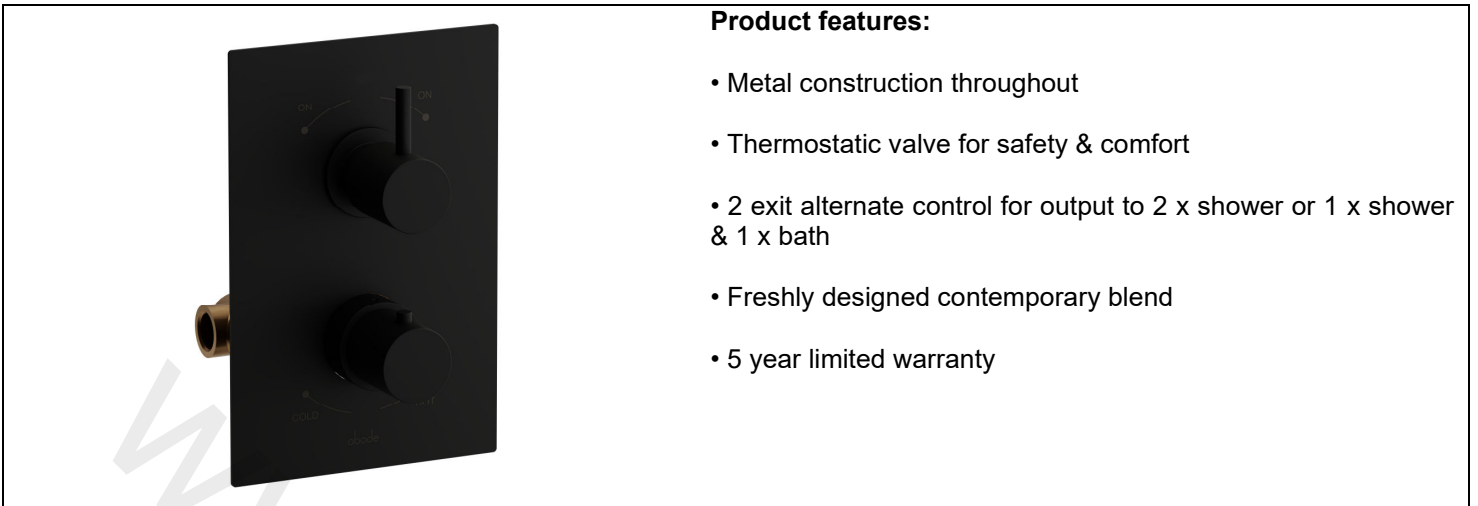 Product features:
• Metal construction throughout
• Thermostatic valve for safety & comfort
• 2 exit alternate control for output to 2 x shower or 1 x shower
& 1 x bath
• Freshly designed contemporary blend
• 5 year limited warranty
ON
ON
COLD
abode